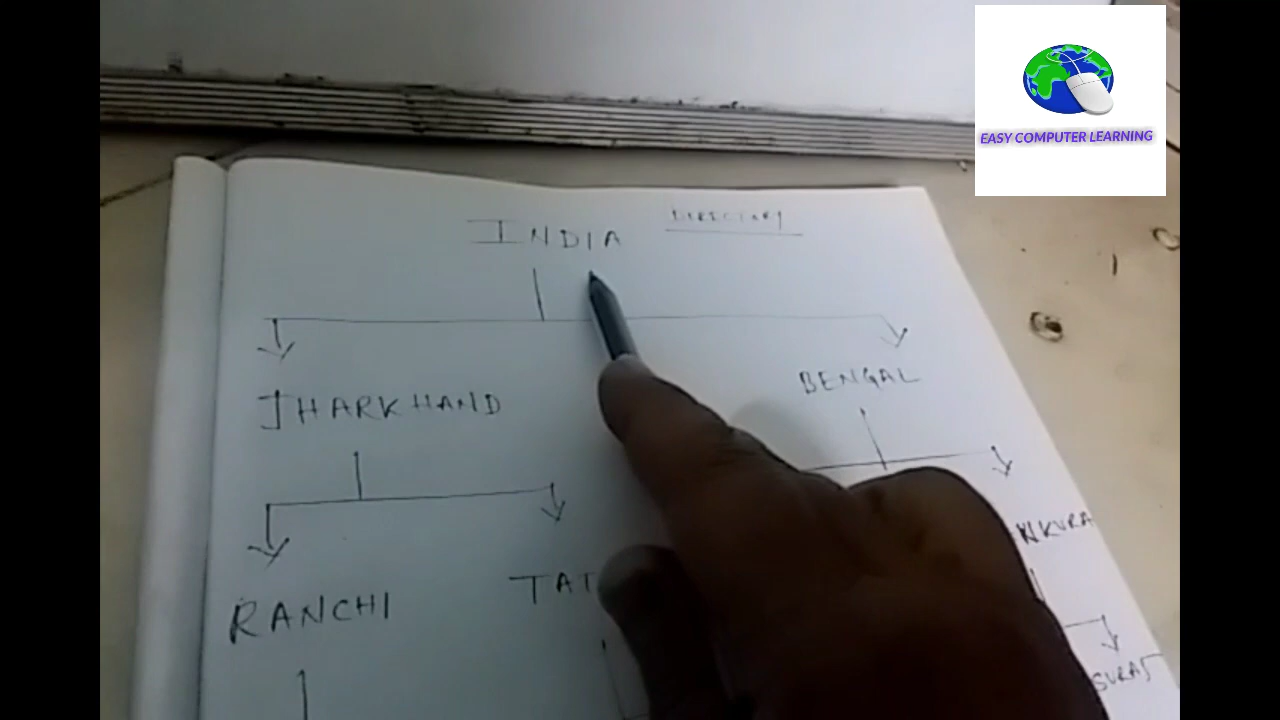 EASY COMPUTER LEARNING
DIRECTORY
INDIA
JHARKHAND
BENGAL
RANCHI